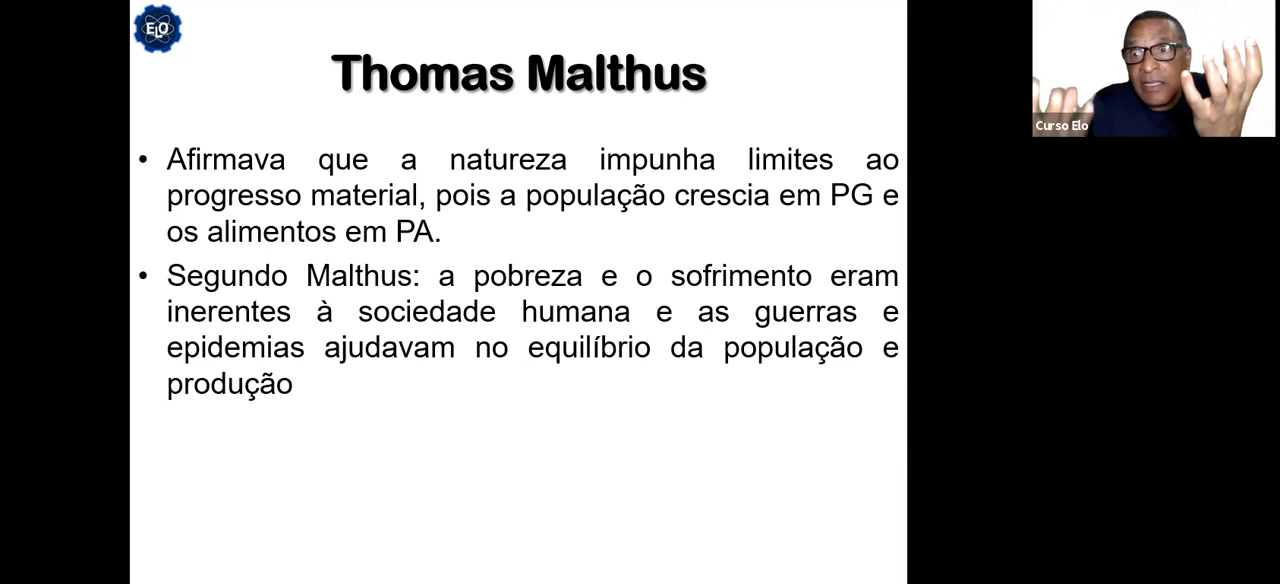 ELO
Thomas Malthus
• Afirmava que a natureza impunha limites ao
progresso material, pois a população crescia em PG e
os alimentos em PA.
• Segundo Malthus: a pobreza e o sofrimento eram
inerentes à sociedade humana e as guerras e
epidemias ajudavam no equilíbrio da população e
produção
Curso Elo